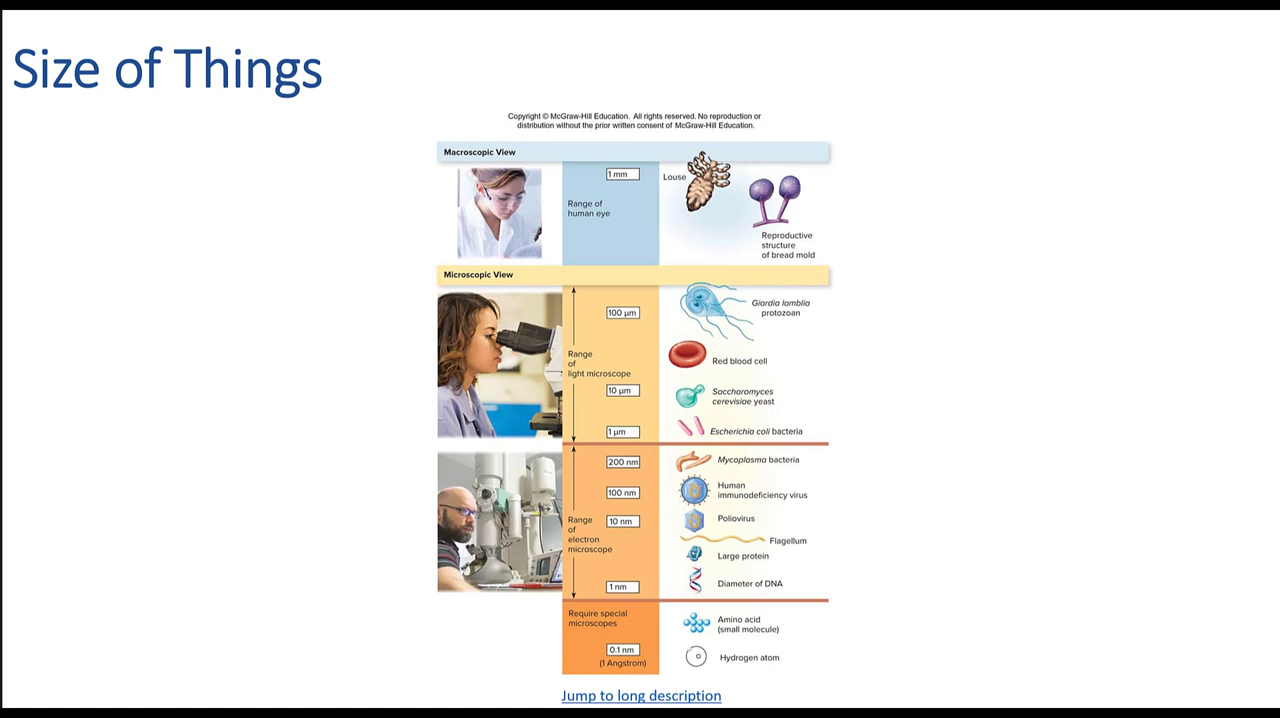 Size of Things
Copyright © McGraw-Hill Education. All rights reserved. No reproduction or
distribution without the prior written consent of McGraw-Hill Education.
Macroscopic View
1 mm
Louse
Range of
human eye
Reproductive
structure
of bread mold
Microscopic View
100 µm
Giardia lamblia
protozoan
Range
of
light microscope
Red blood cell
10 µm
Saccharomyces
cerevisiae yeast
1 µm
Escherichia coli bacteria
200 nm
Mycoplasma bacteria
100 nm
Human
immunodeficiency virus
Range
of
electron
microscope
10 nm
Poliovirus
Flagellum
Large protein
1 nm
Diameter of DNA
Require special
microscopes
Amino acid
(small molecule)
0.1 nm
(1 Angstrom)
Hydrogen atom
Jump to long description